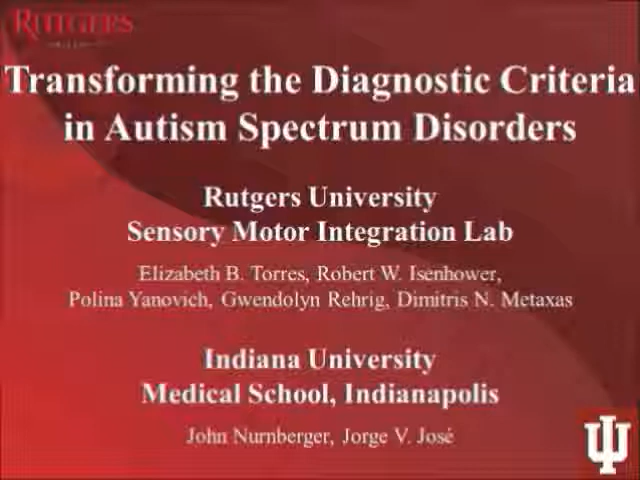 RUTGERS
Transforming the Diagnostic Criteria
in Autism Spectrum Disorders
Rutgers University
Sensory Motor Integration Lab
Elizabeth B. Torres, Robert W. Isenhower,
Polina Yanovich, Gwendolyn Rehrig, Dimitris N. Metaxas
Indiana University
Medical School, Indianapolis
John Nurnberger, Jorge V. José